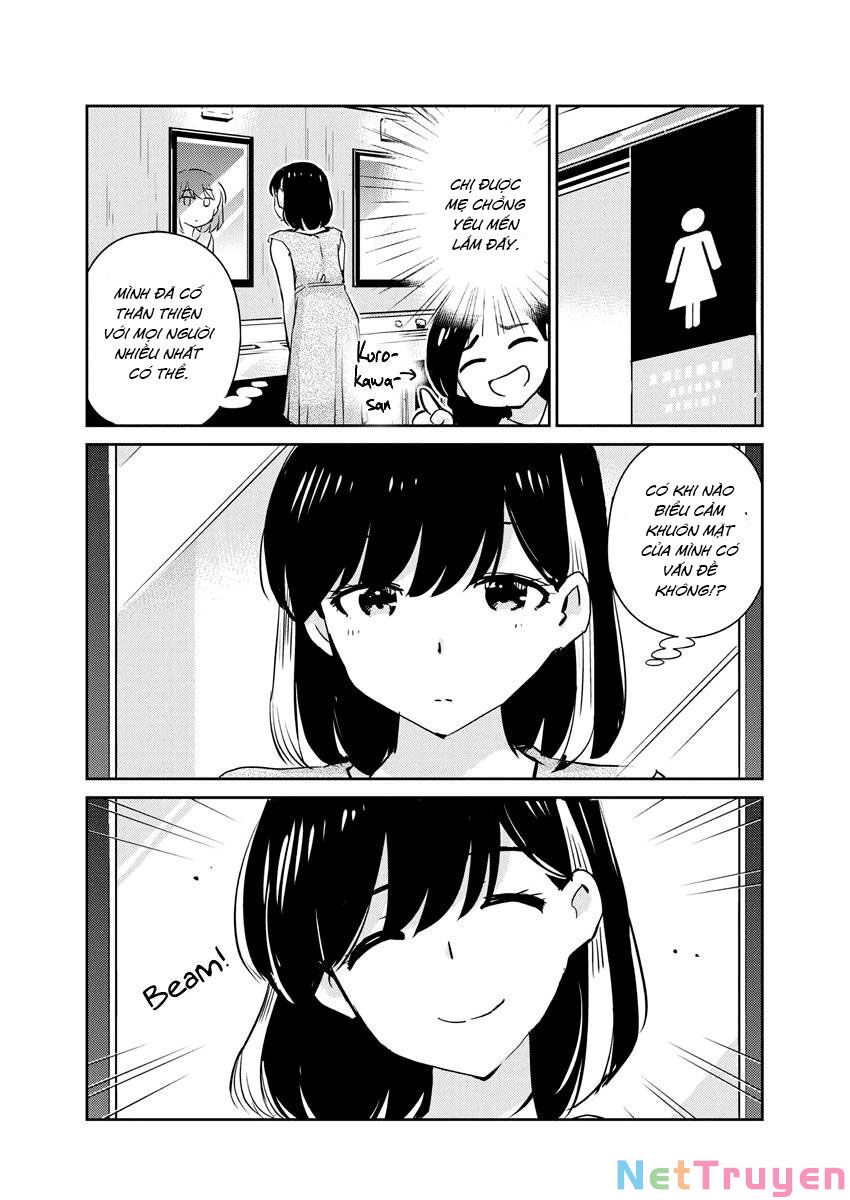 CHỊ ĐƯỢC
MẸ CHỒNG
YÊU MẾN
LẮM ĐẤY.
MÌNH ĐÃ CỐ
THÂN THIỆN
VỚI MỌI NGƯỜI
NHIỀU NHẤT
CÓ THỂ.
Kuro-
kawa-
san
CÓ KHI NÀO
BIỂU CẢM
KHUÔN MẶT
CỦA MÌNH CÓ
VẤN ĐỀ
KHÔNG!?
Beam!
NetTruyen